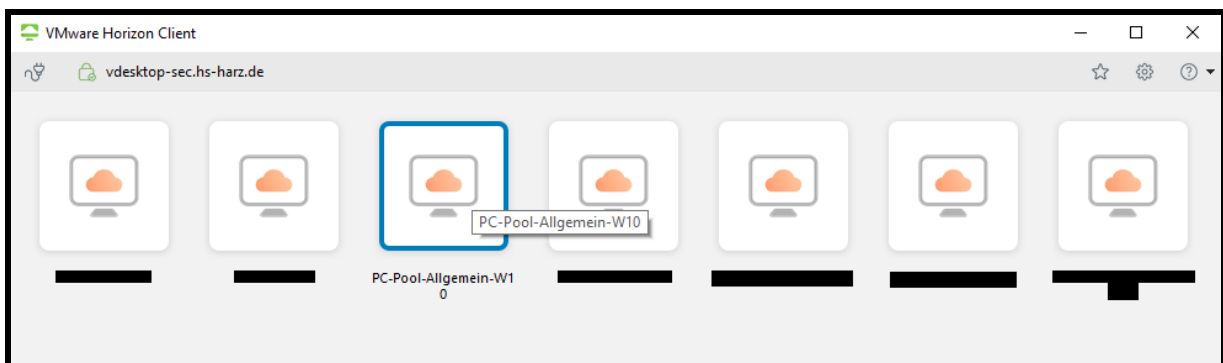 VMware Horizon Client
vdesktop-sec.hs-harz.de
PC-Pool-Allgemein-W10
PC-Pool-Allgemein-W1
0